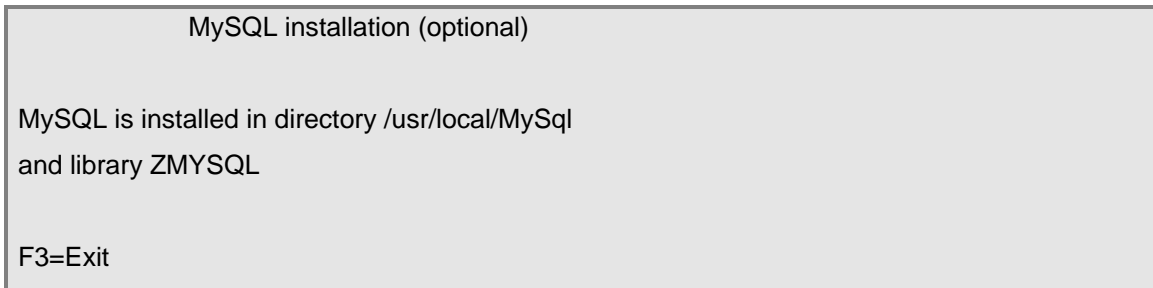 MySQL installation (optional)
MySQL is installed in directory /usr/local/MySql
and library ZMYSQL
F3=Exit